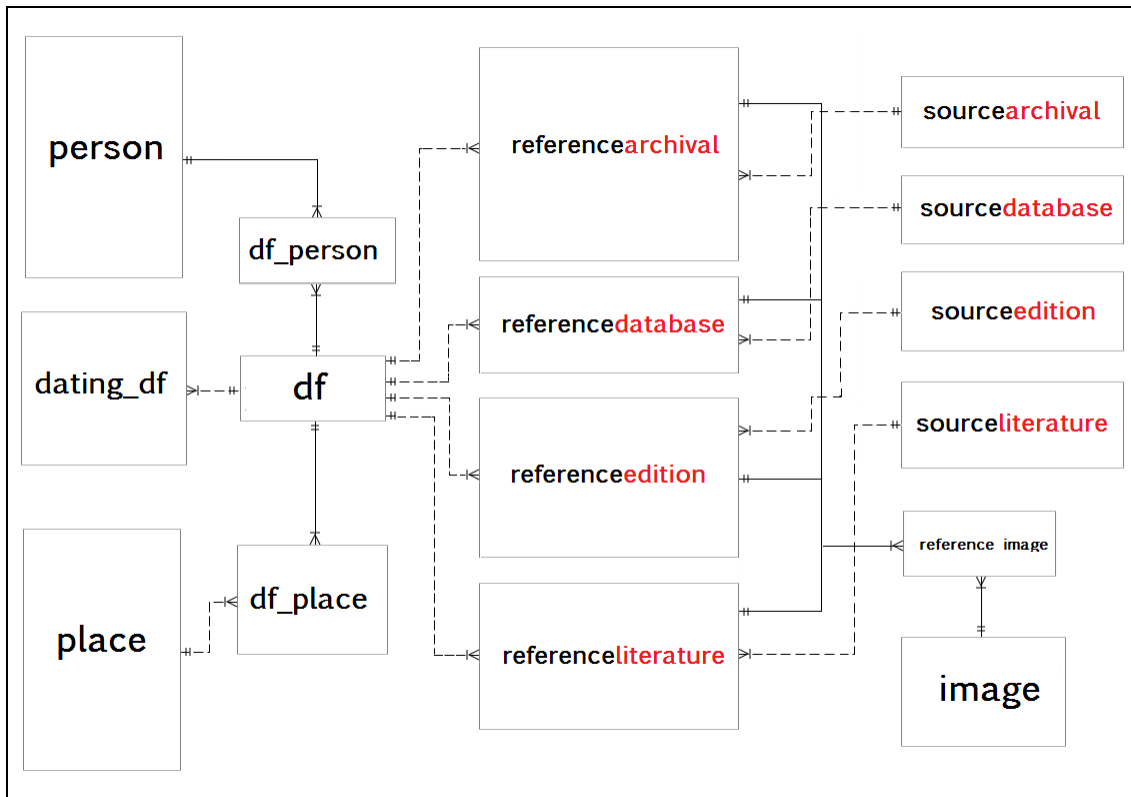 person
df_person
dating_df
df
place
df_place
referencearchival
referencedatabase
referenceedition
referenceliterature
sourcearchival
sourcedatabase
sourceedition
sourceliterature
reference image
image